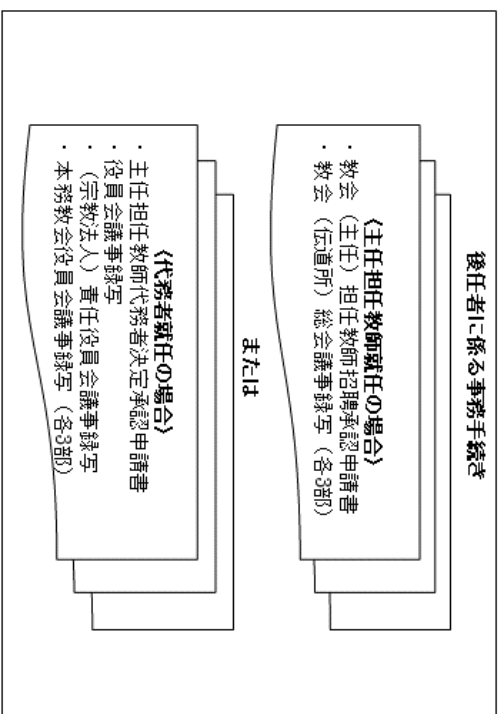 後任者に係る事務手続き
〈主任担任教師就任の場合〉
・教会（主任）担任教師招聘承認申請書
・教会（伝道所）総会議事録写（各3部）
または
〈代務者就任の場合〉
・主任担任教師代務者決定承認申請書
・役員会議事録写
・（宗教法人）責任役員会議事録写
・本務教会役員会議事録写（各3部）